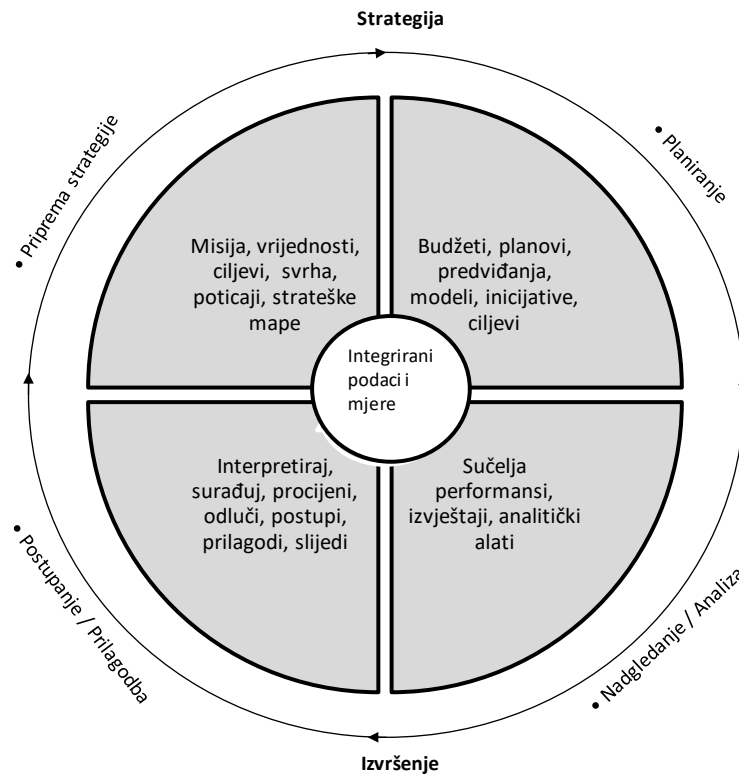 Strategija
• Priprema strategije
• Planiranje
Misija, vrijednosti,
ciljevi, svrha,
poticaji, strateške
mape
Budžeti, planovi,
predviđanja,
modeli, inicijative,
ciljevi
Integrirani
podaci i
mjere
Interpretiraj,
surađuj, procijeni,
odluči, postupi,
prilagodi, slijedi
Sučelja
performansi,
izvještaji, analitički
alati
• Postupanje / Prilagodba
• Nadgledanje / Analiza
Izvršenje